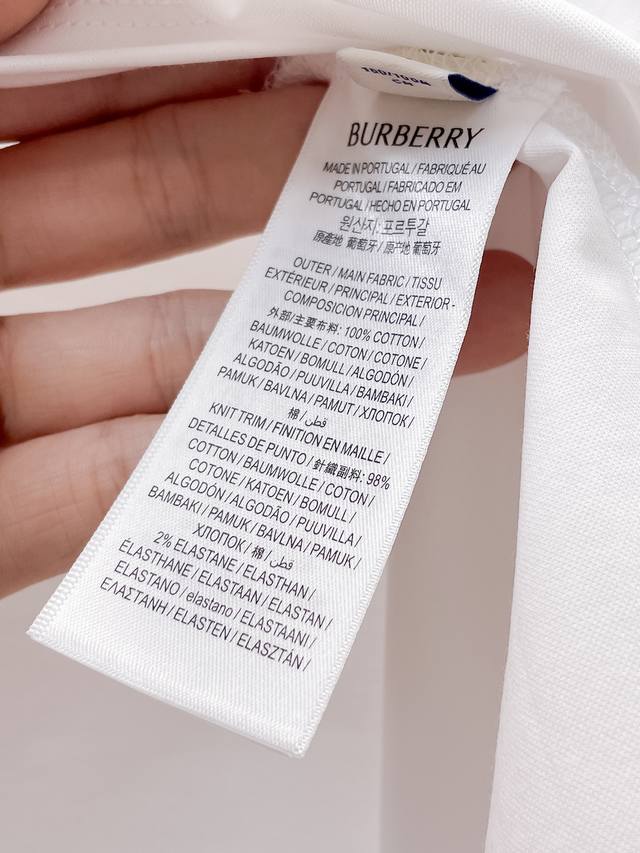 BURBERRY
MADE IN PORTUGAL / FABRIQUÉ AU
PORTUGAL / FABRICADO EM
PORTUGAL / HECHO EN PORTUGAL
원산지: 포르투갈
原産地 葡萄牙 / 原产地 葡萄牙
OUTER / MAIN FABRIC / TISSU
EXTÉRIEUR / PRINCIPAL / EXTERIOR -
COMPOSICION PRINCIPAL /
外部/主要布料: 100% COTTON /
BAUMWOLLE / COTON / COTONE /
KATOEN / BOMULL / ALGODÓN /
ALGODÃO / PUUVILLA / BAMBAKI /
PAMUK / BAVLNA / PAMUT / ХЛОПОК /
棉 / قطن /
KNIT TRIM / FINITION EN MAILLE /
DETALLES DE PUNTO / 針織副料: 98%
COTTON / BAUMWOLLE / COTON /
COTONE / KATOEN / BOMULL /
ALGODÓN / ALGODÃO / PUUVILLA /
BAMBAKI / PAMUK / BAVLNA / PAMUK /
ХЛОПОК / 棉 / قطن /
2% ELASTANE / ELASTHAN /
ÉLASTHANE / ELASTAAN / ELASTAN /
ELASTANO / elastano / ELASTAANI /
ΕΛΑΣΤΑΝΗ / ELASTEN / ELASZTÁN /